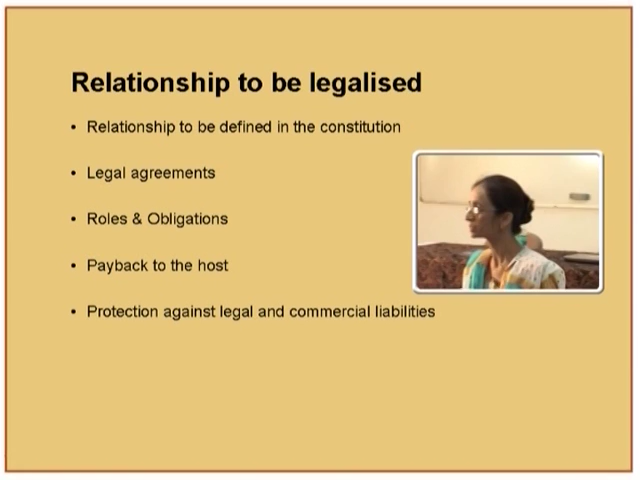 Relationship to be legalised
• Relationship to be defined in the constitution
• Legal agreements
• Roles & Obligations
• Payback to the host
• Protection against legal and commercial liabilities